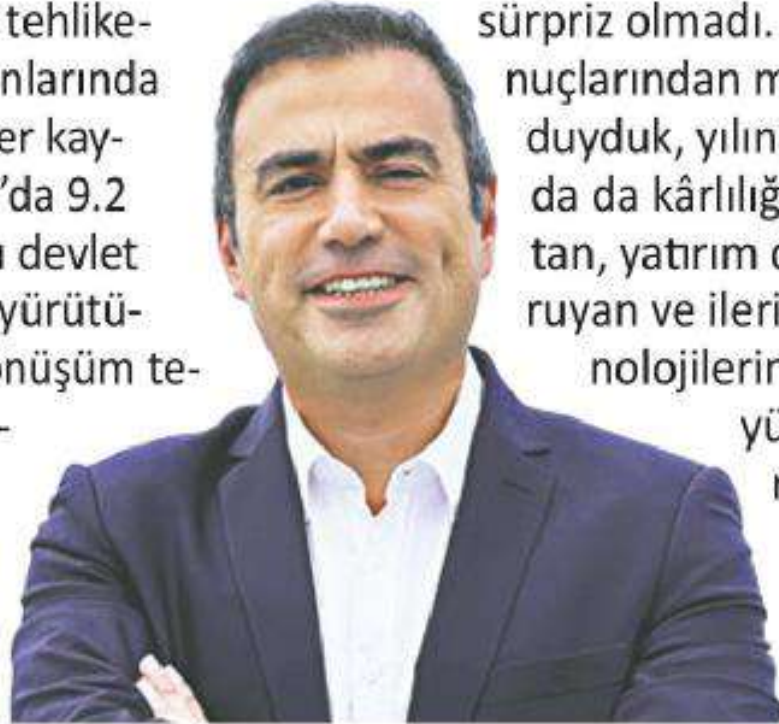 tehlike-
nlarında
er kay-
’da 9.2
devlet
yürütü-
önüşüm te-
-
sürpriz olmadı.
nuçlarından m
duyduk, yılın
da da kârlılığ
tan, yatırım
ruyan ve ileri
nolojilerin
yü